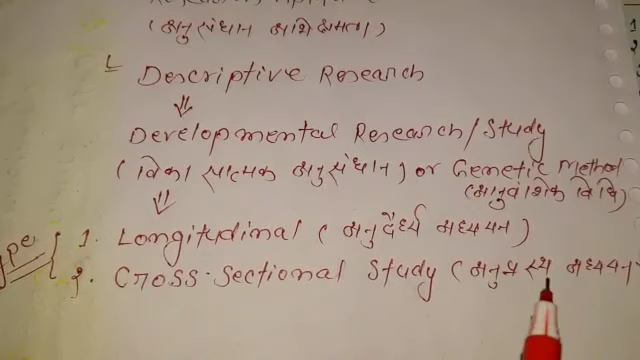 (अनुसंधान अभिक्षमता)
L Descriptive Research
⇓
Developmental Research/Study
(विकासात्मक अनुसंधान) or Genetic Method
(आनुवांशिक विधि)
⇓
1. Longitudinal (अनुदैर्ध्य अध्ययन)
2. Cross-Sectional Study (अनुप्रस्थ अध्ययन)